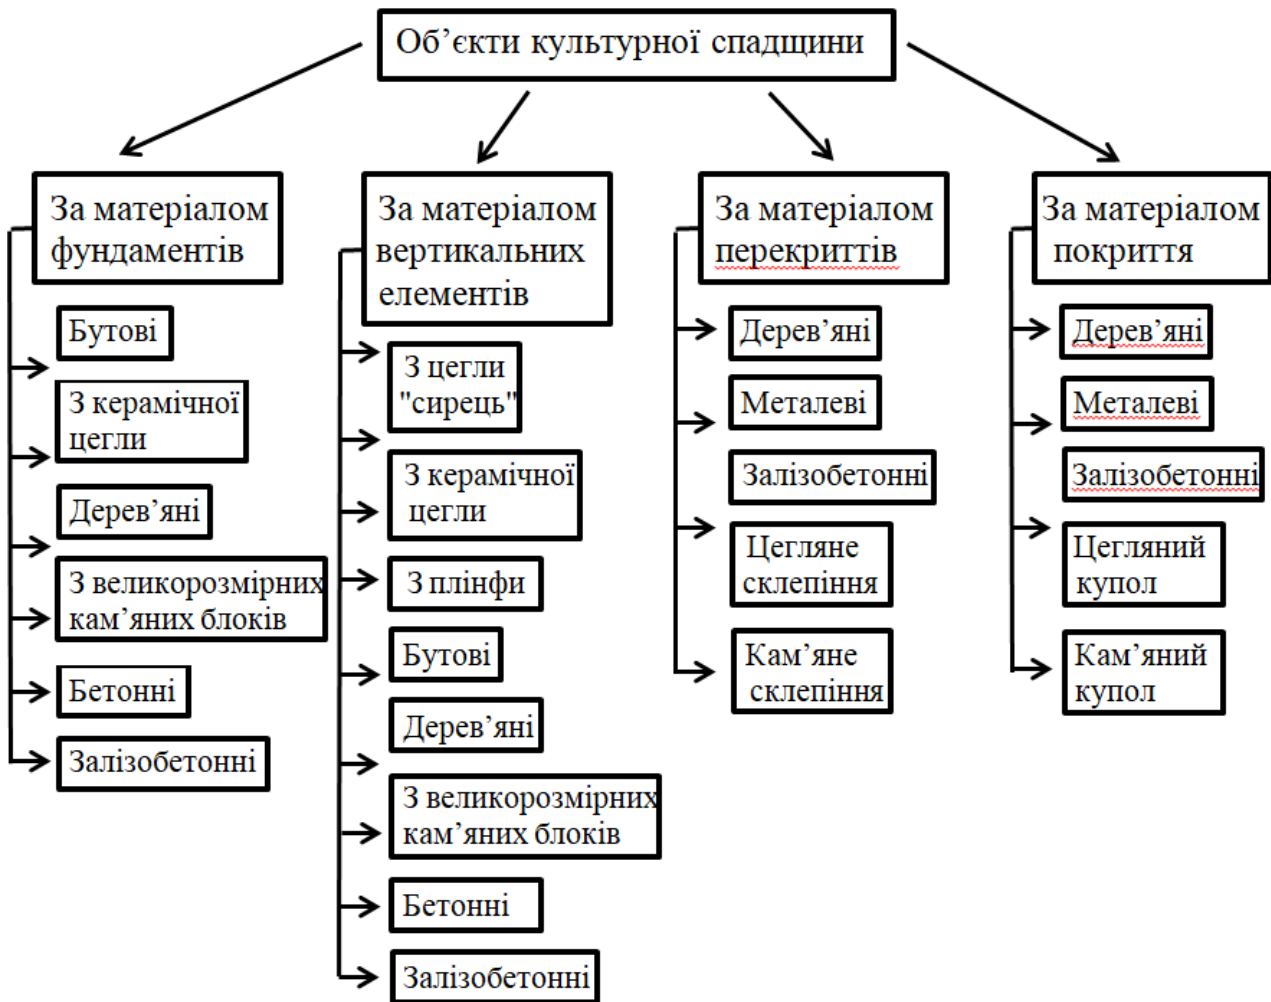 Об’єкти культурної спадщини
За матеріалом
фундаментів
Бутові
З керамічної
цегли
Дерев’яні
З великорозмірних
кам’яних блоків
Бетонні
Залізобетонні
За матеріалом
вертикальних
елементів
З цегли
"сирець"
З керамічної
цегли
З плінфи
Бутові
Дерев’яні
З великорозмірних
кам’яних блоків
Бетонні
Залізобетонні
За матеріалом
перекриттів
Дерев’яні
Металеві
Залізобетонні
Цегляне
склепіння
Кам’яне
склепіння
За матеріалом
покриття
Дерев’яні
Металеві
Залізобетонні
Цегляний
купол
Кам’яний
купол